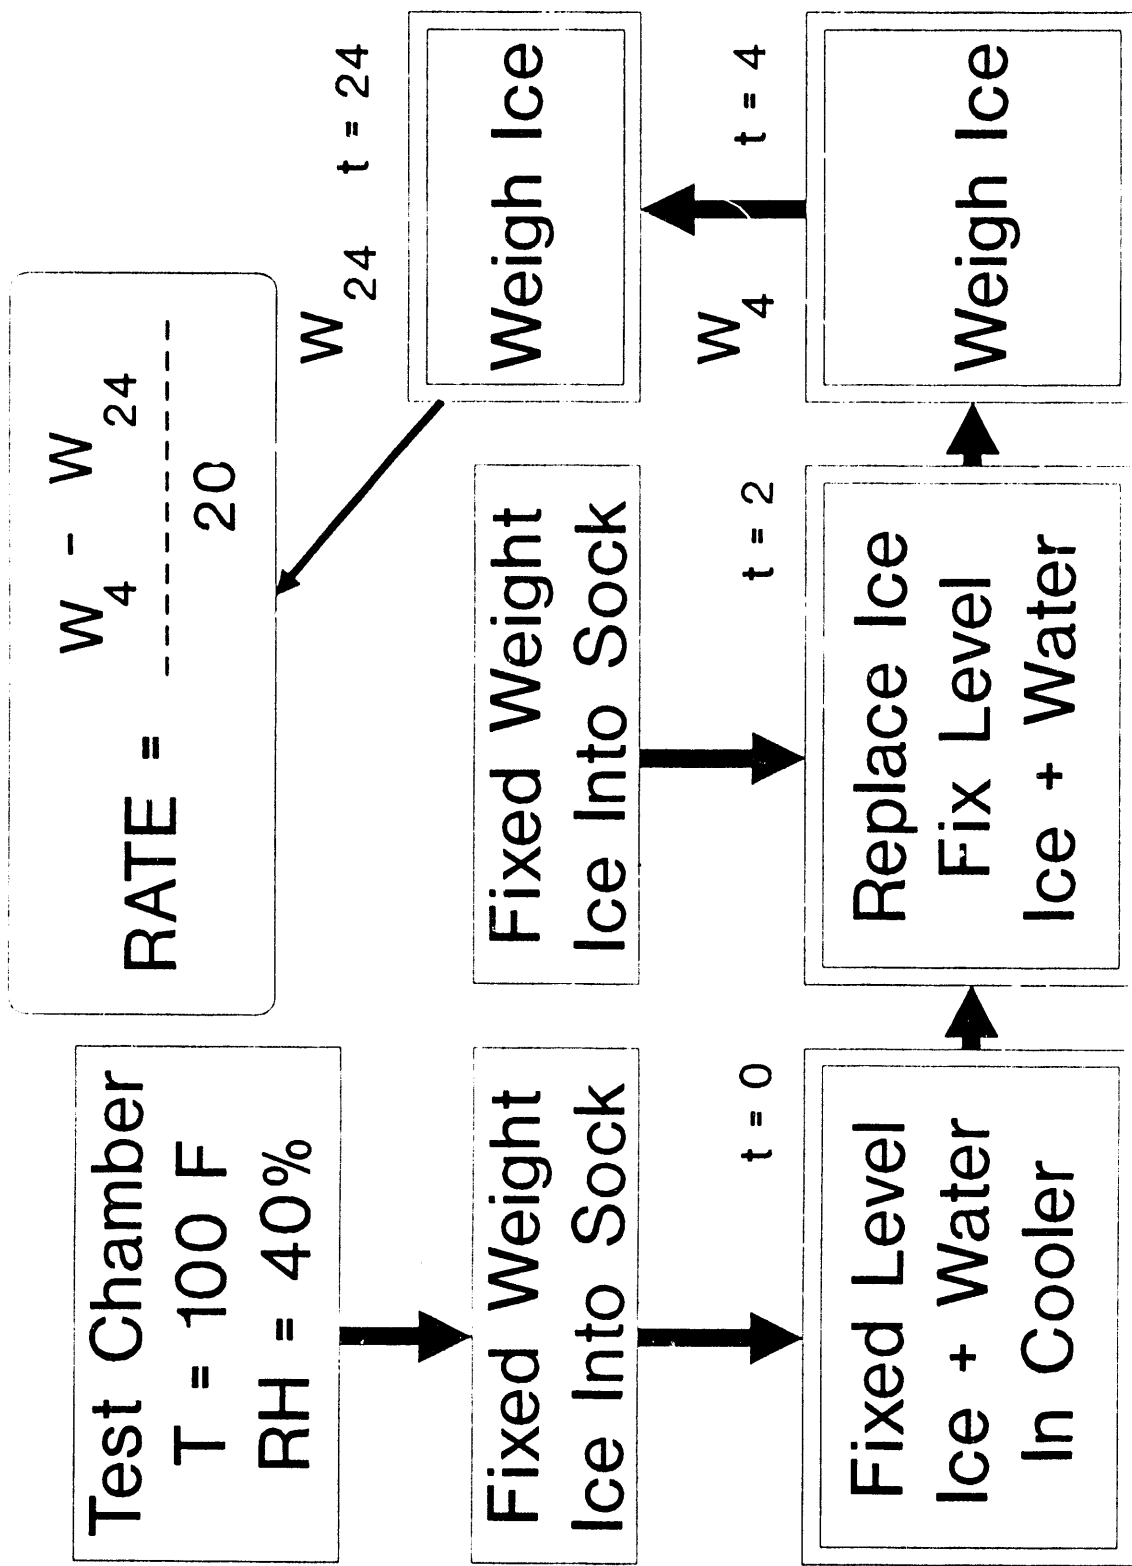 Test Chamber
T = 100 F
RH = 40%
Fixed Weight
Ice Into Sock
t = 0
Fixed Level
Ice + Water
In Cooler
Fixed Weight
Ice Into Sock
t = 2
Replace Ice
Fix Level
Ice + Water
W4 t = 4
Weigh Ice
W24 t = 24
Weigh Ice
W4 - W24
RATE = ---------------
20